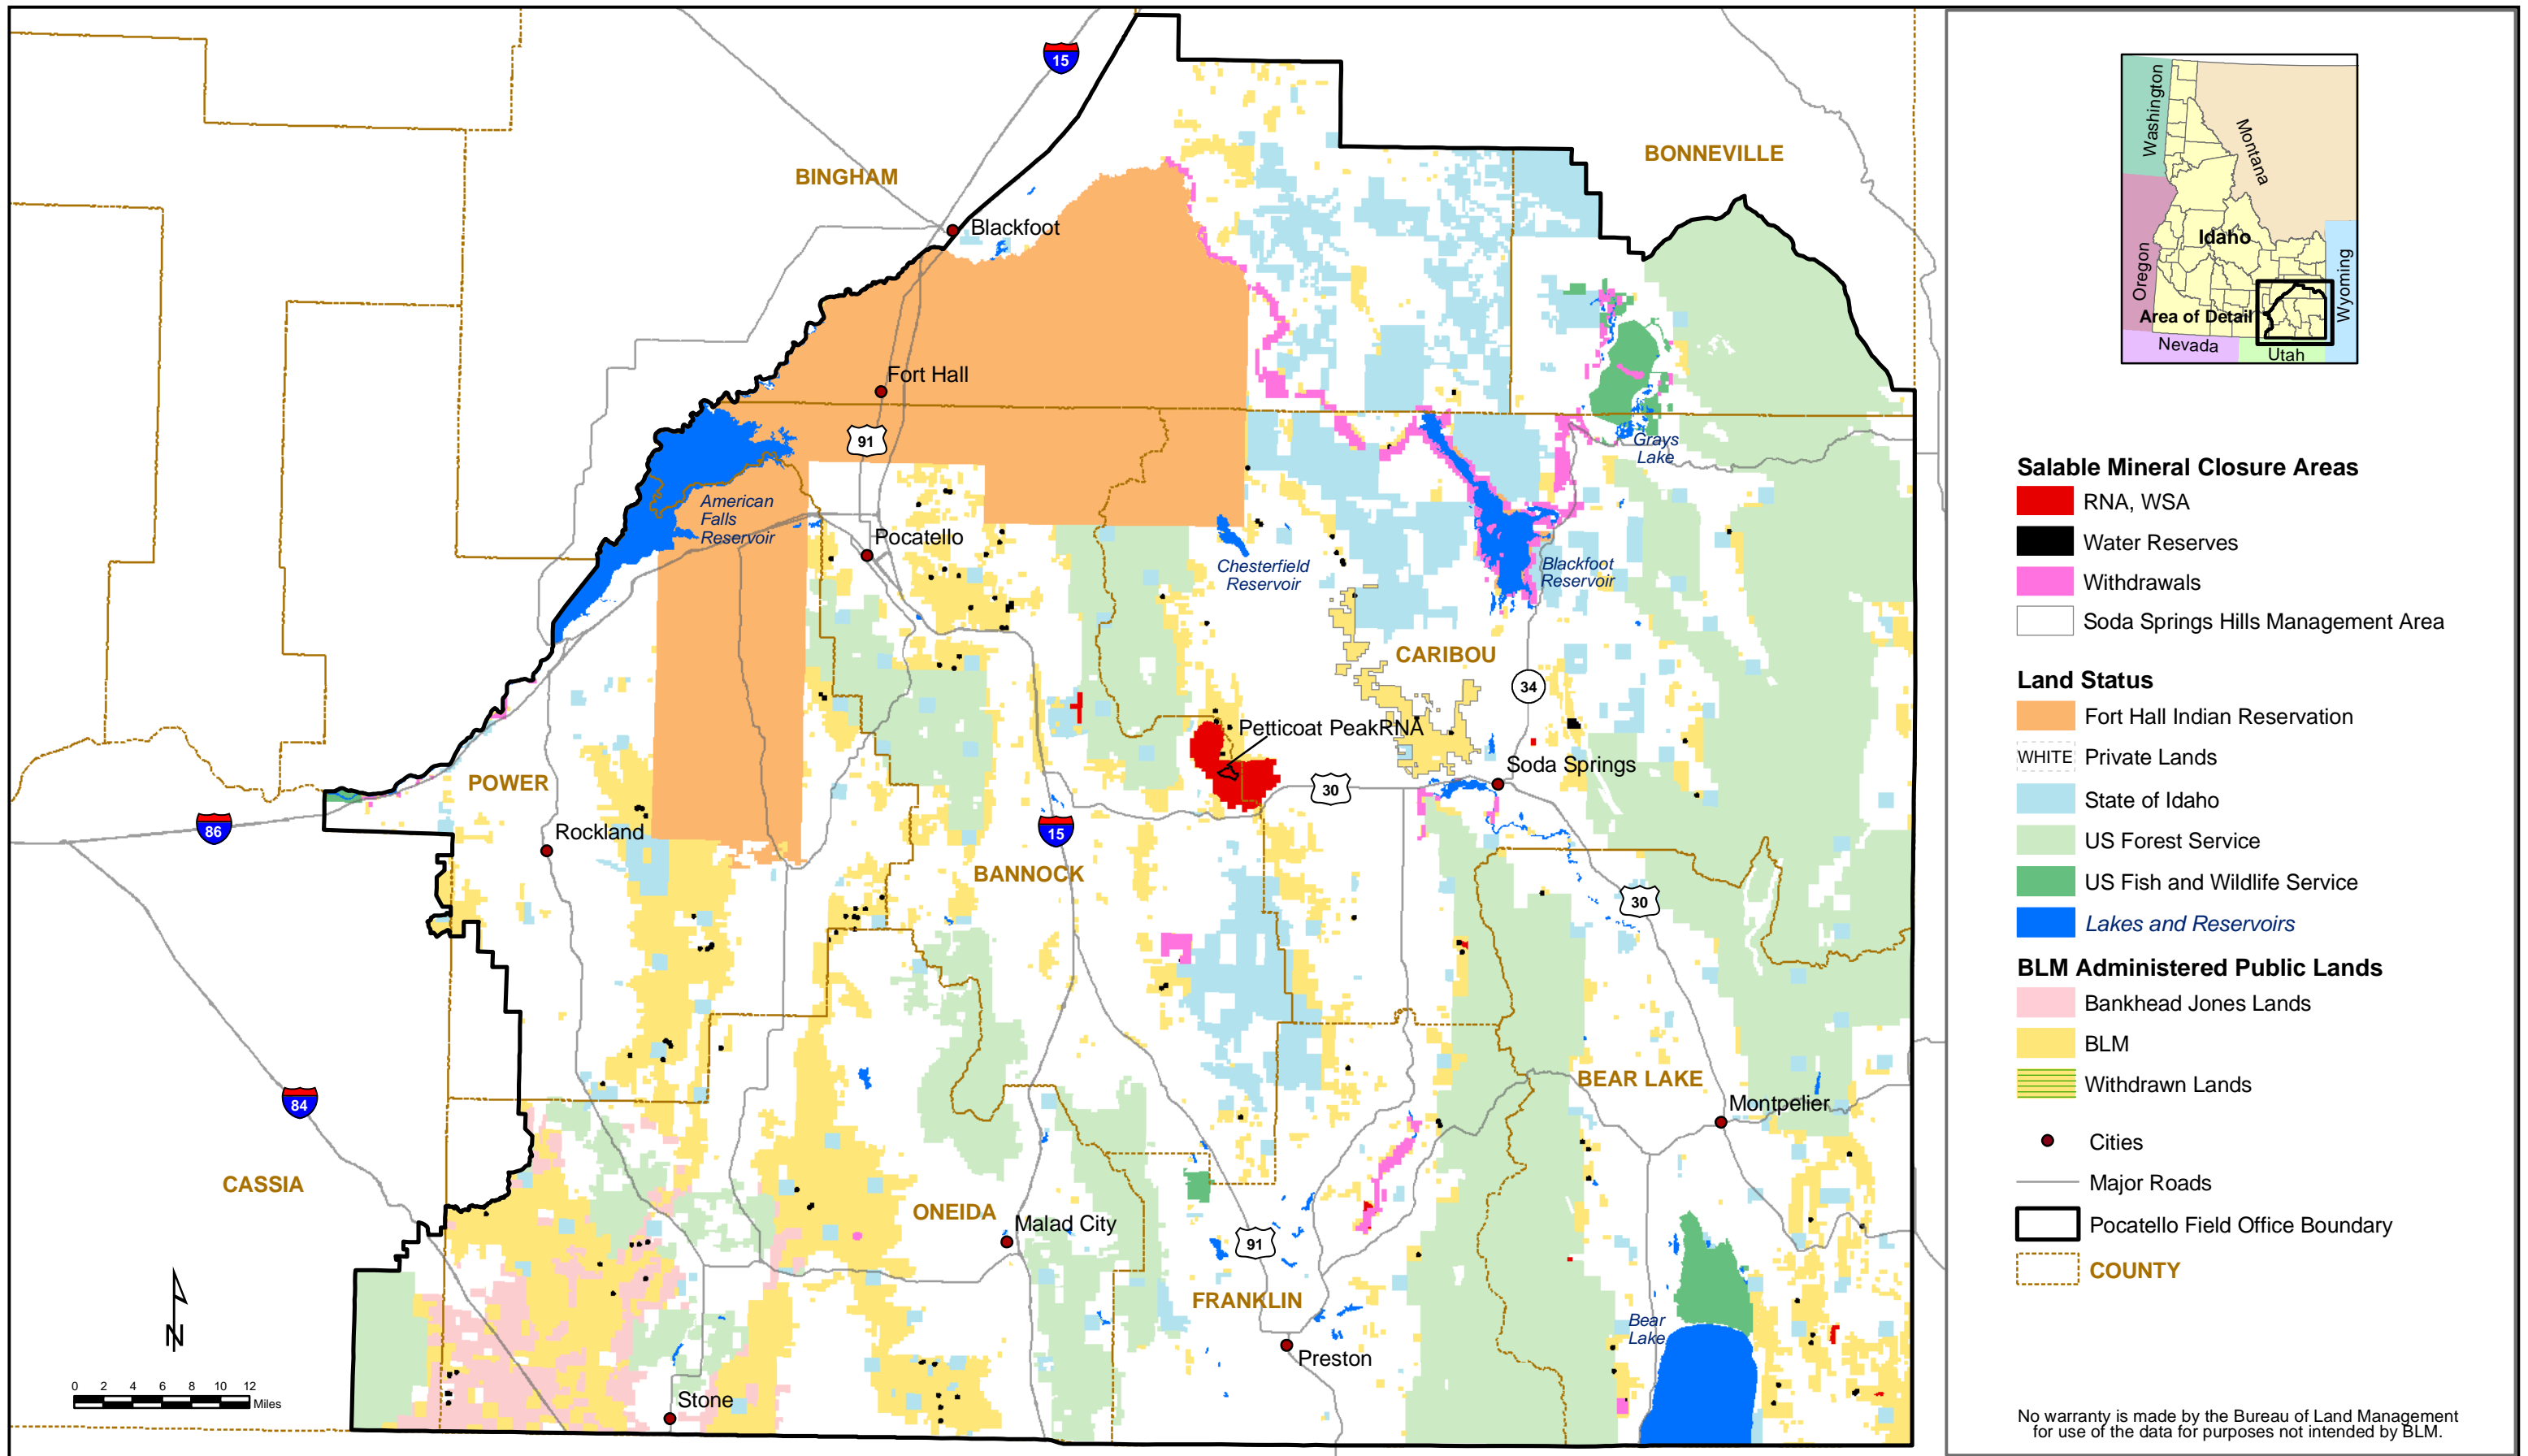 15
BINGHAM
BONNEVILLE
Blackfoot
Fort Hall
91
Grays
Lake
American
Falls
Reservoir
Pocatello
Chesterfield
Reservoir
Blackfoot
Reservoir
CARIBOU
34
Petticoat PeakRNA
Soda Springs
POWER
30
86
Rockland
15
BANNOCK
30
84
BEAR LAKE
Montpelier
CASSIA
ONEIDA
Malad City
91
FRANKLIN
Bear
Lake
Preston
Stone
N
0 2 4 6 8 10 12
Miles
Washington
Montana
Idaho
Oregon
Wyoming
Area of Detail
Nevada
Utah
Salable Mineral Closure Areas
RNA, WSA
Water Reserves
Withdrawals
Soda Springs Hills Management Area
Land Status
Fort Hall Indian Reservation
WHITE Private Lands
State of Idaho
US Forest Service
US Fish and Wildlife Service
Lakes and Reservoirs
BLM Administered Public Lands
Bankhead Jones Lands
BLM
Withdrawn Lands
Cities
Major Roads
Pocatello Field Office Boundary
COUNTY
No warranty is made by the Bureau of Land Management
for use of the data for purposes not intended by BLM.